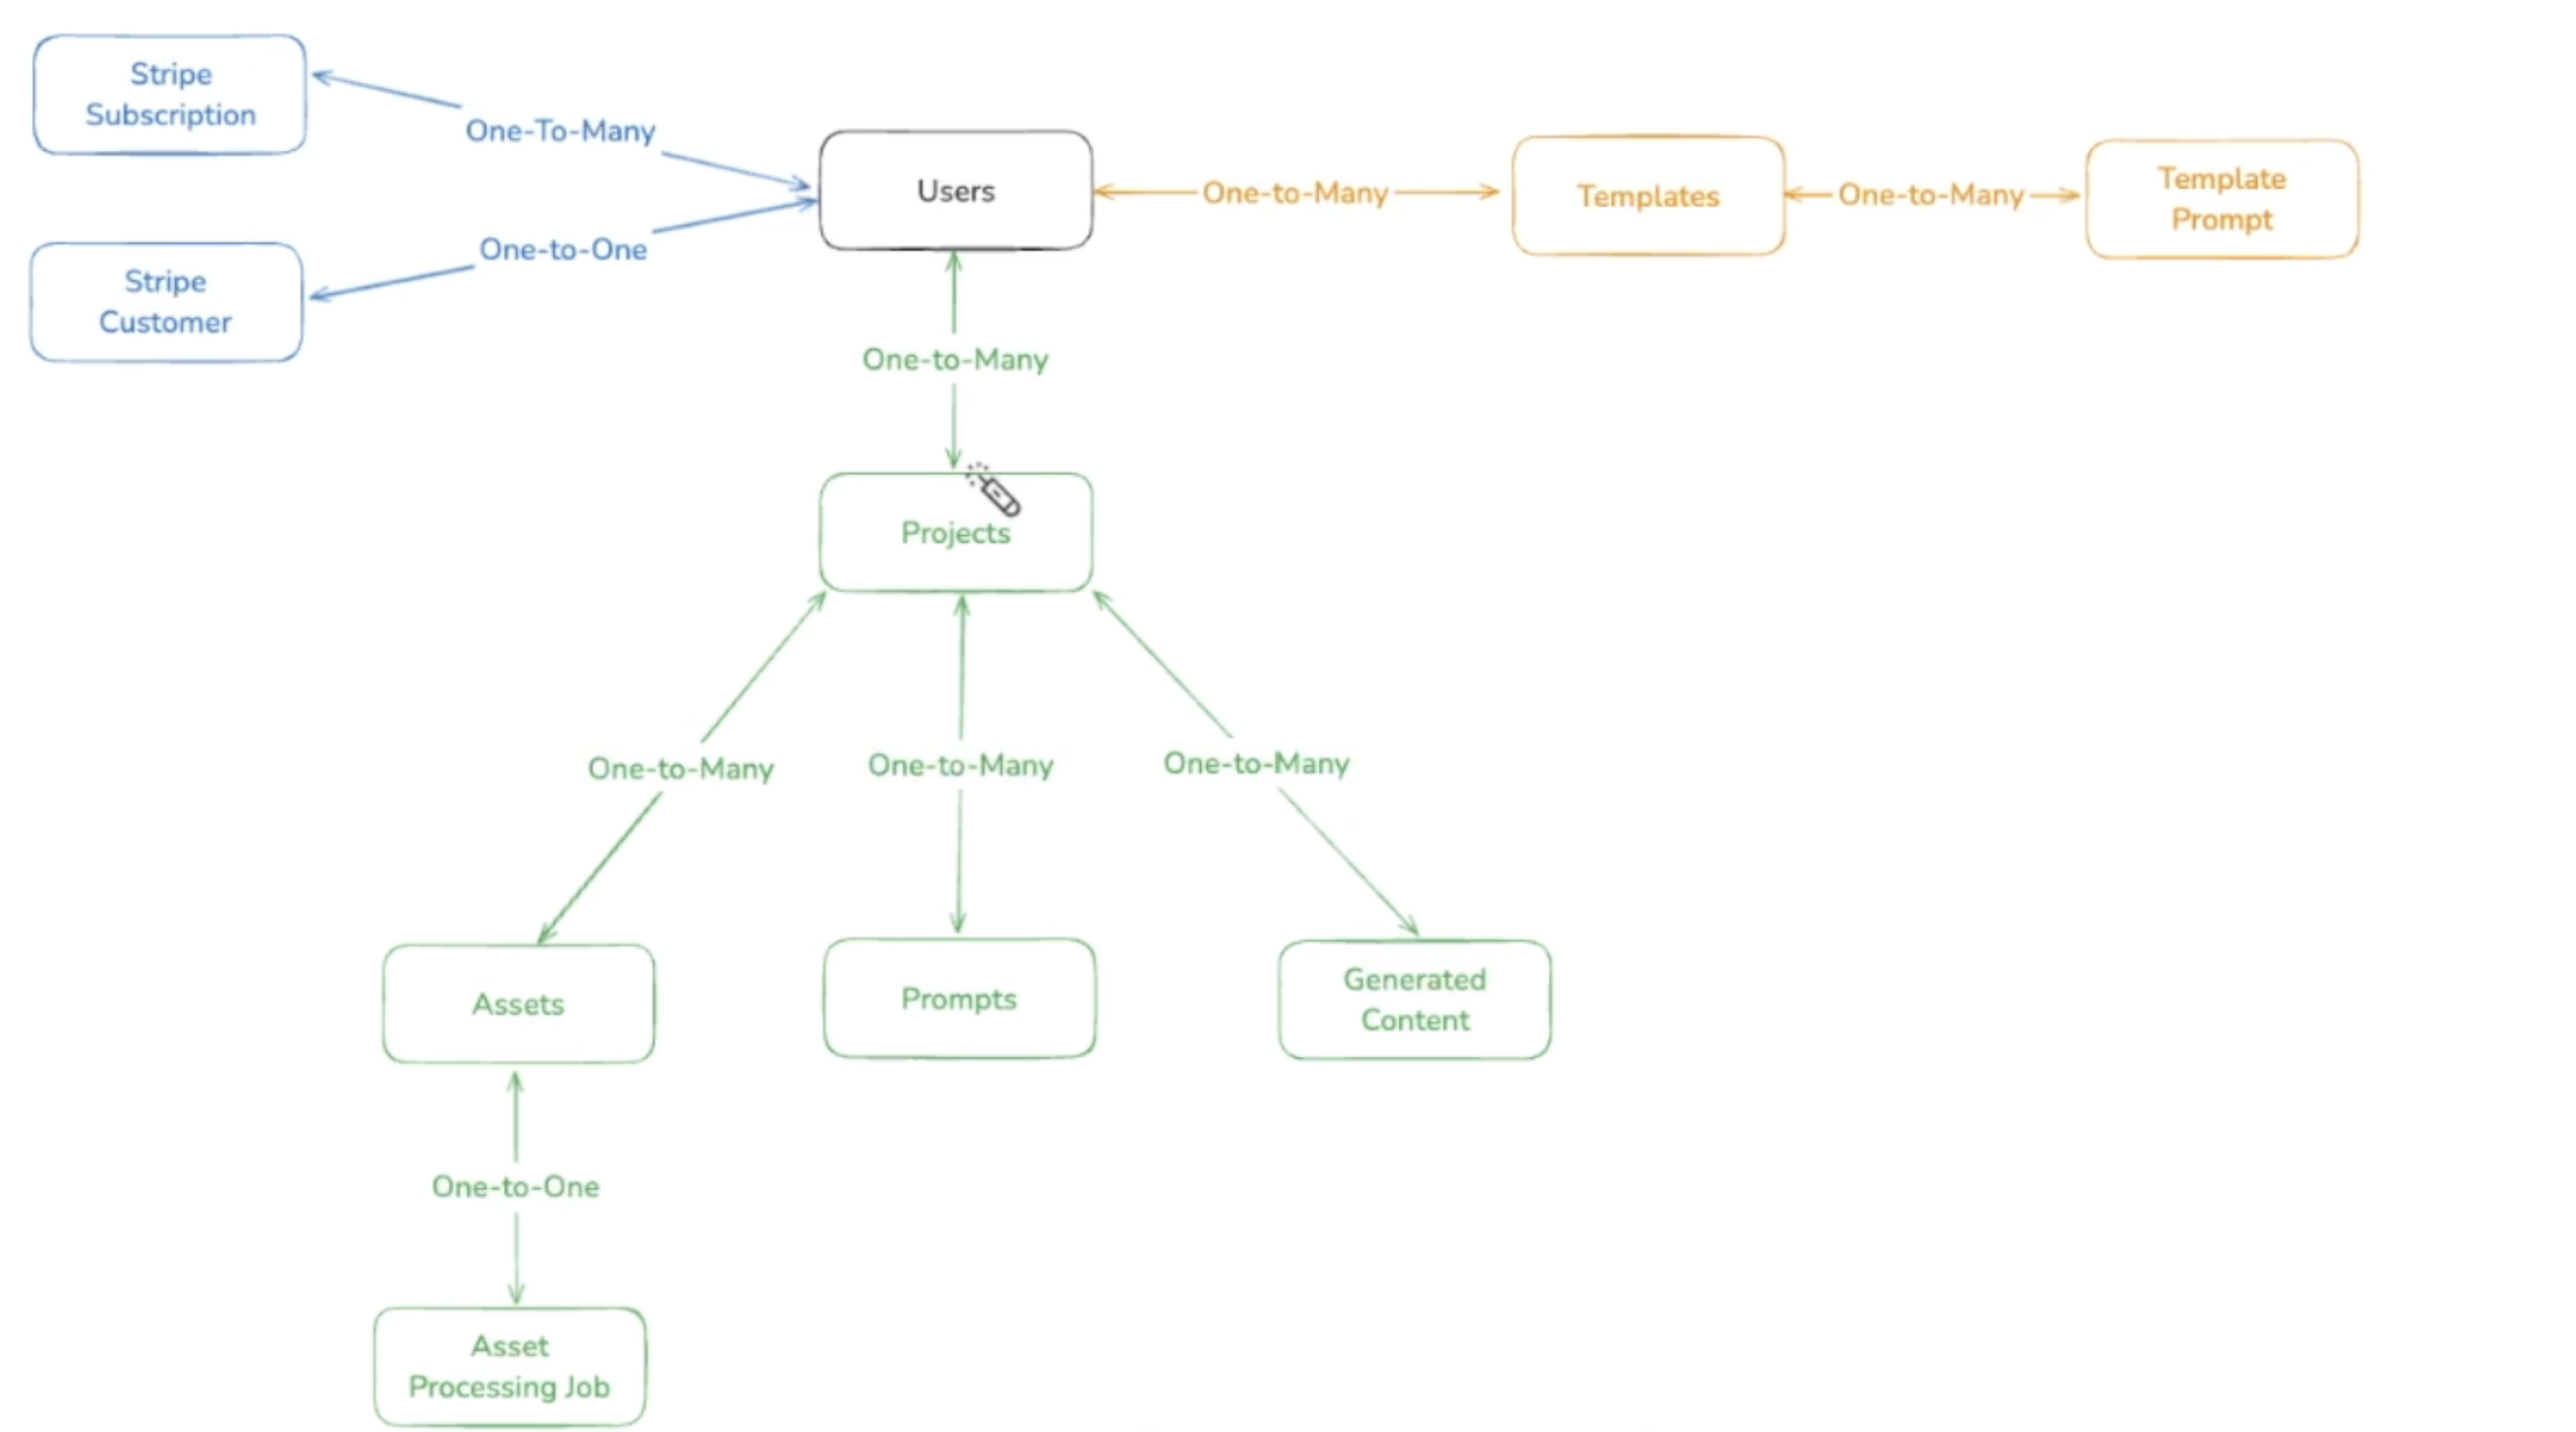 Stripe
Subscription
One-To-Many
Users
One-to-Many
Templates
One-to-Many
Template
Prompt
One-to-One
Stripe
Customer
One-to-Many
Projects
One-to-Many
One-to-Many
One-to-Many
Assets
Prompts
Generated
Content
One-to-One
Asset
Processing Job